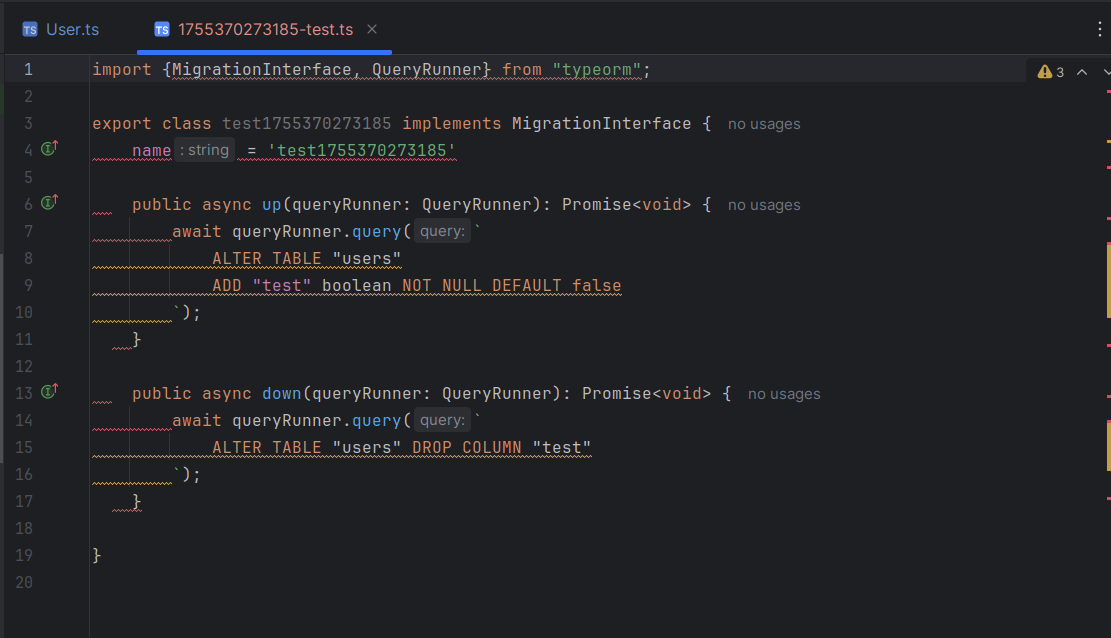 TS User.ts
TS 1755370273185-test.ts
1 import {MigrationInterface, QueryRunner} from "typeorm";
3
2
3 export class test1755370273185 implements MigrationInterface { no usages
4 name : string = 'test1755370273185'
5
6 public async up(queryRunner: QueryRunner): Promise<void> { no usages
7 await queryRunner.query( query: `
8 ALTER TABLE "users"
9 ADD "test" boolean NOT NULL DEFAULT false
10 `);
11 }
12
13 public async down(queryRunner: QueryRunner): Promise<void> { no usages
14 await queryRunner.query( query: `
15 ALTER TABLE "users" DROP COLUMN "test"
16 `);
17 }
18
19 }
20